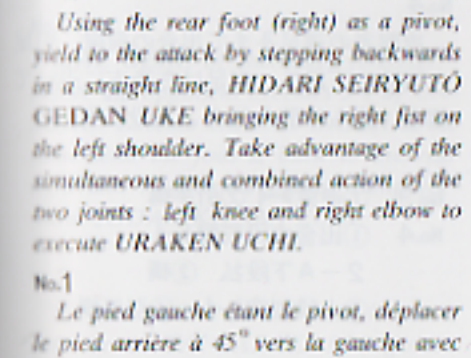 Using the rear foot (right) as a pivot,
yield to the attack by stepping backwards
in a straight line, HIDARI SEIRYUTÓ
GEDAN UKE bringing the right fist on
the left shoulder. Take advantage of the
simultaneous and combined action of the
two joints : left knee and right elbow to
execute URAKEN UCHI.
No.1
Le pied gauche étant le pivot, déplacer
le pied arrière à 45° vers la gauche avec